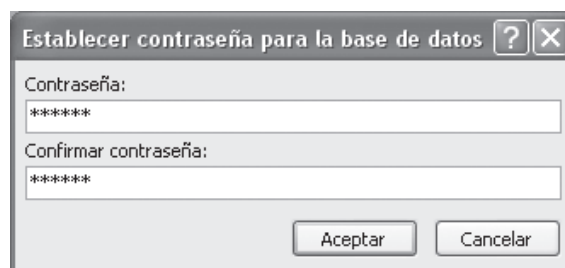 Establecer contraseña para la base de datos ? X
Contraseña:
******
Confirmar contraseña:
******
Aceptar Cancelar